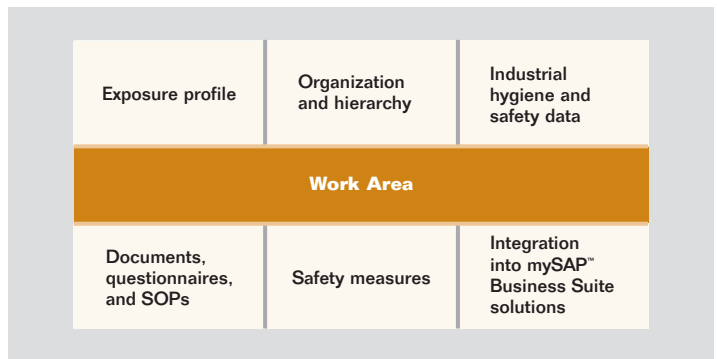 Exposure profile
Organization
and hierarchy
Industrial
hygiene and
safety data
Work Area
Documents,
questionnaires,
and SOPs
Safety measures
Integration
into mySAP™
Business Suite
solutions